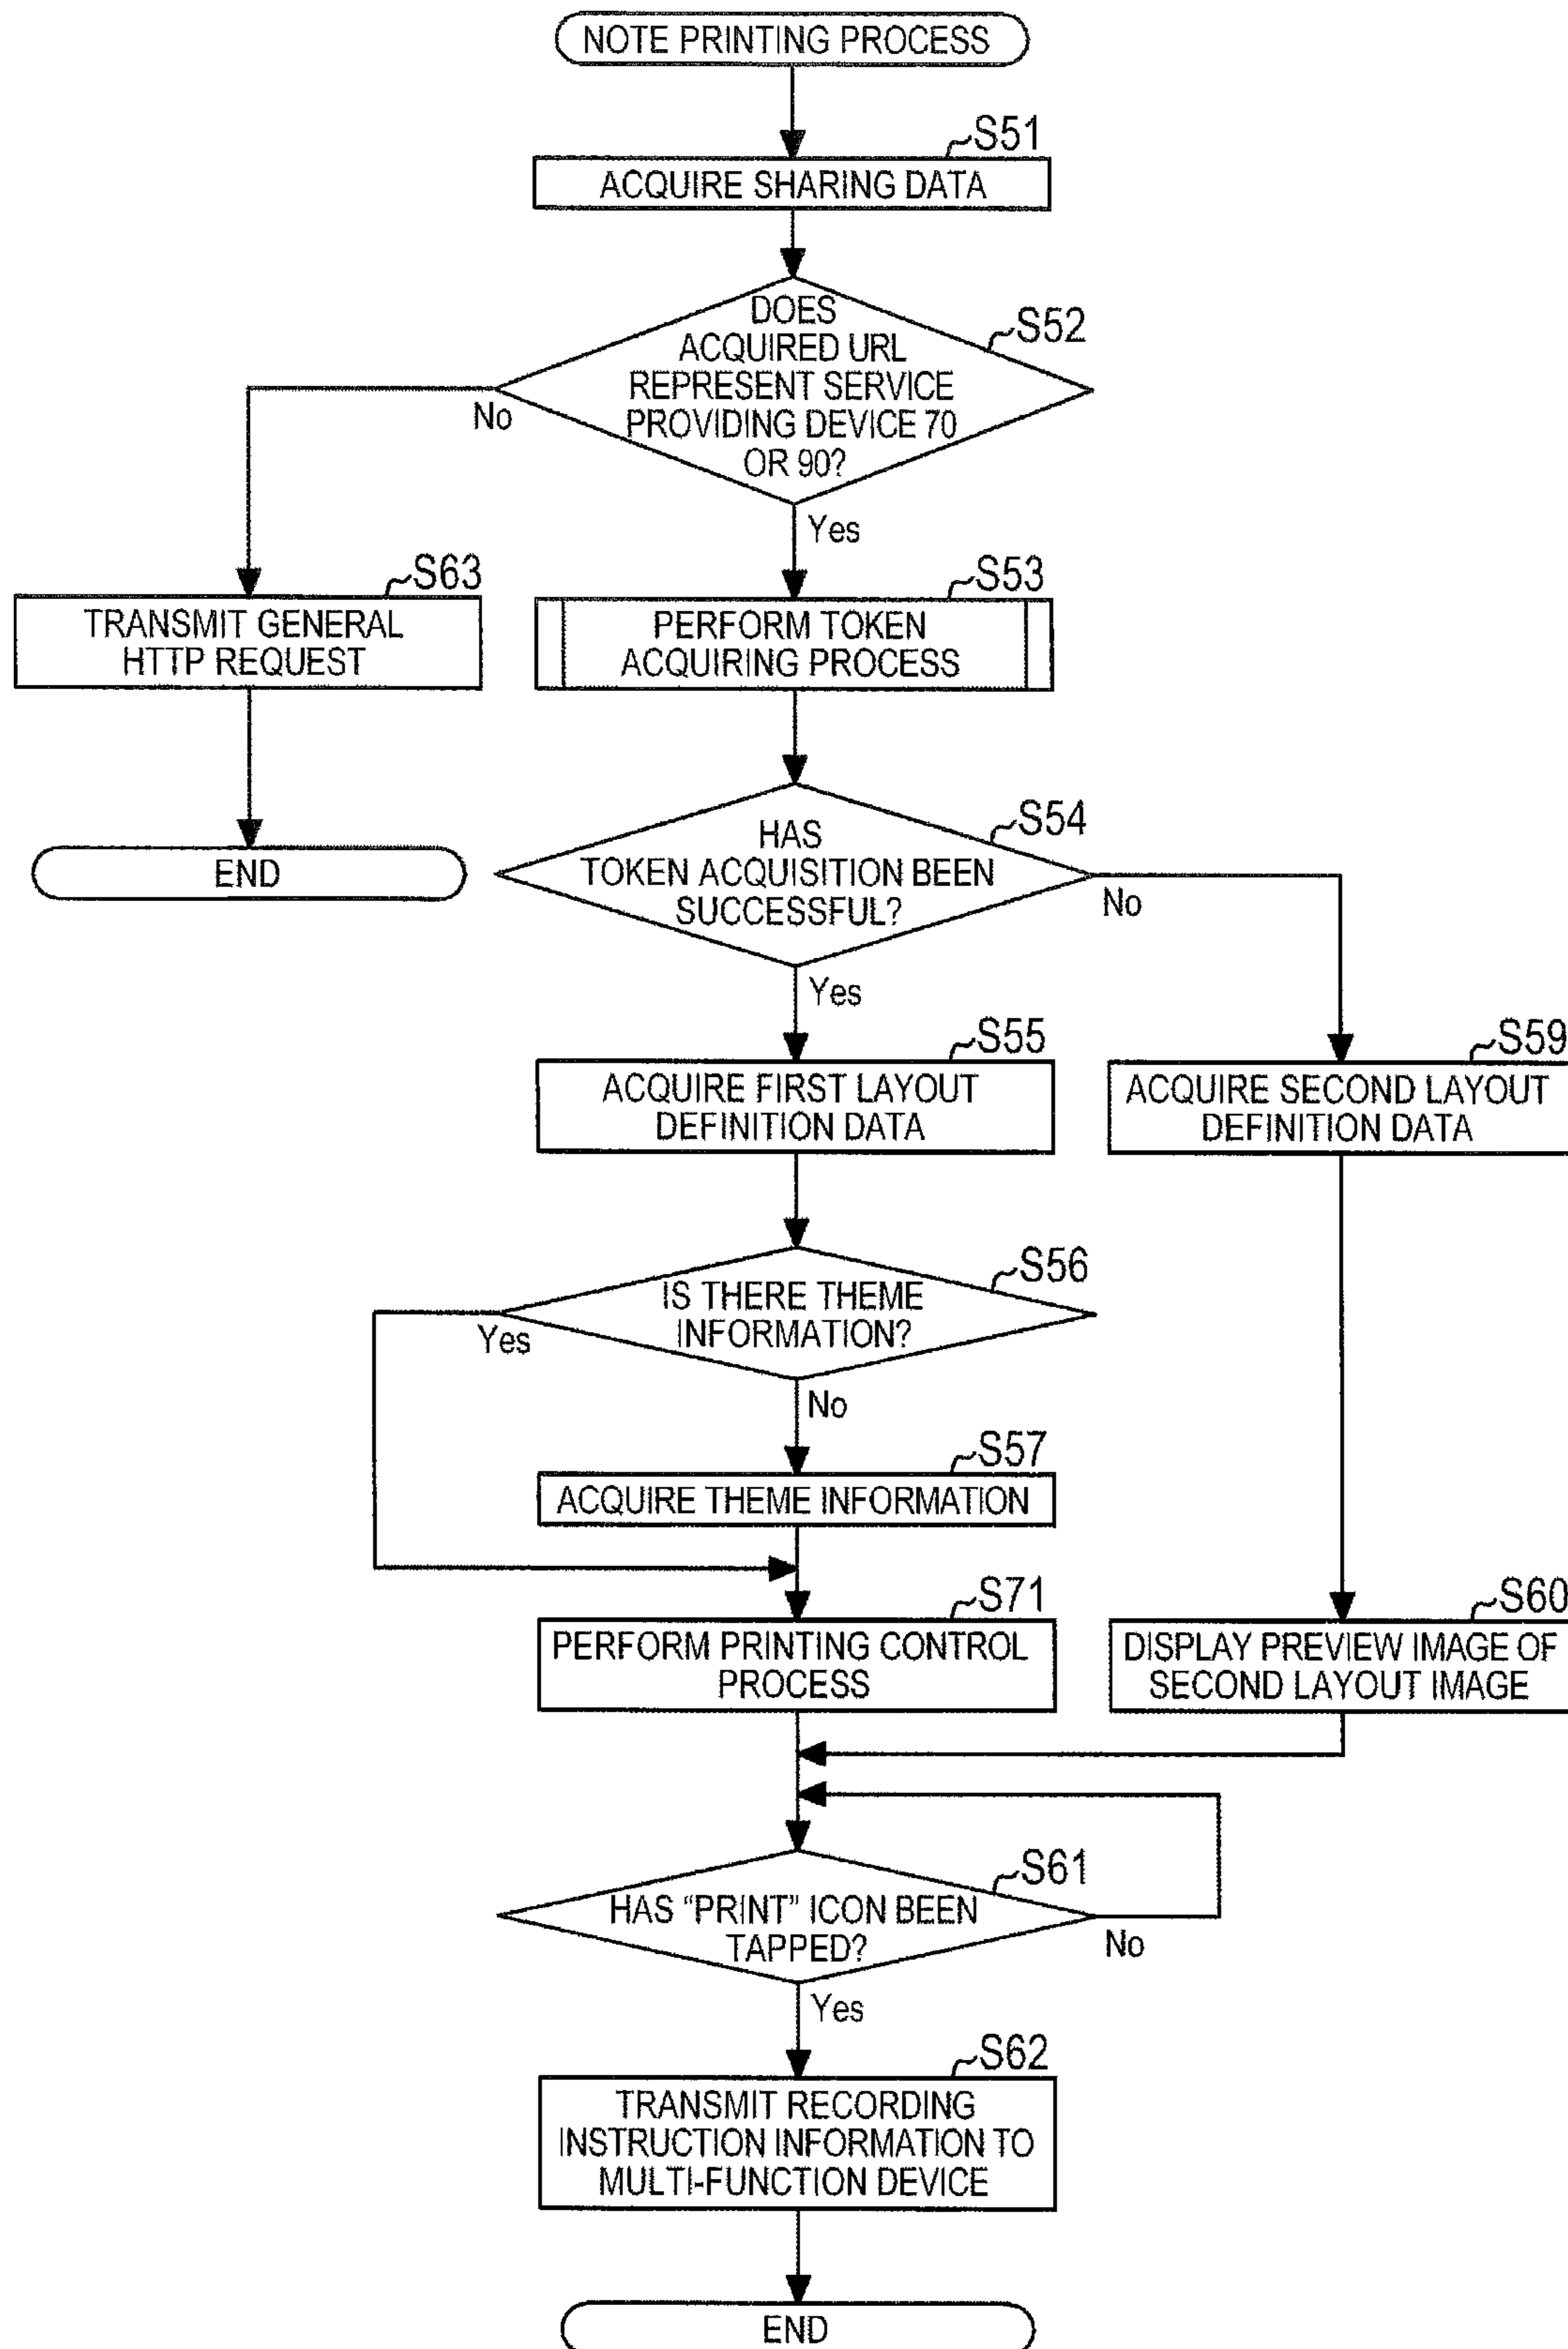 NOTE PRINTING PROCESS
S51
ACQUIRE SHARING DATA
S52
DOES
ACQUIRED URL
REPRESENT SERVICE
PROVIDING DEVICE 70
OR 90?
No
Yes
S63
TRANSMIT GENERAL
HTTP REQUEST
END
S53
PERFORM TOKEN
ACQUIRING PROCESS
S54
HAS
TOKEN ACQUISITION BEEN
SUCCESSFUL?
No
Yes
S55
ACQUIRE FIRST LAYOUT
DEFINITION DATA
S59
ACQUIRE SECOND LAYOUT
DEFINITION DATA
S56
IS THERE THEME
INFORMATION?
Yes
No
S57
ACQUIRE THEME INFORMATION
S71
PERFORM PRINTING CONTROL
PROCESS
S60
DISPLAY PREVIEW IMAGE OF
SECOND LAYOUT IMAGE
S61
HAS “PRINT” ICON BEEN
TAPPED?
No
Yes
S62
TRANSMIT RECORDING
INSTRUCTION INFORMATION TO
MULTI-FUNCTION DEVICE
END